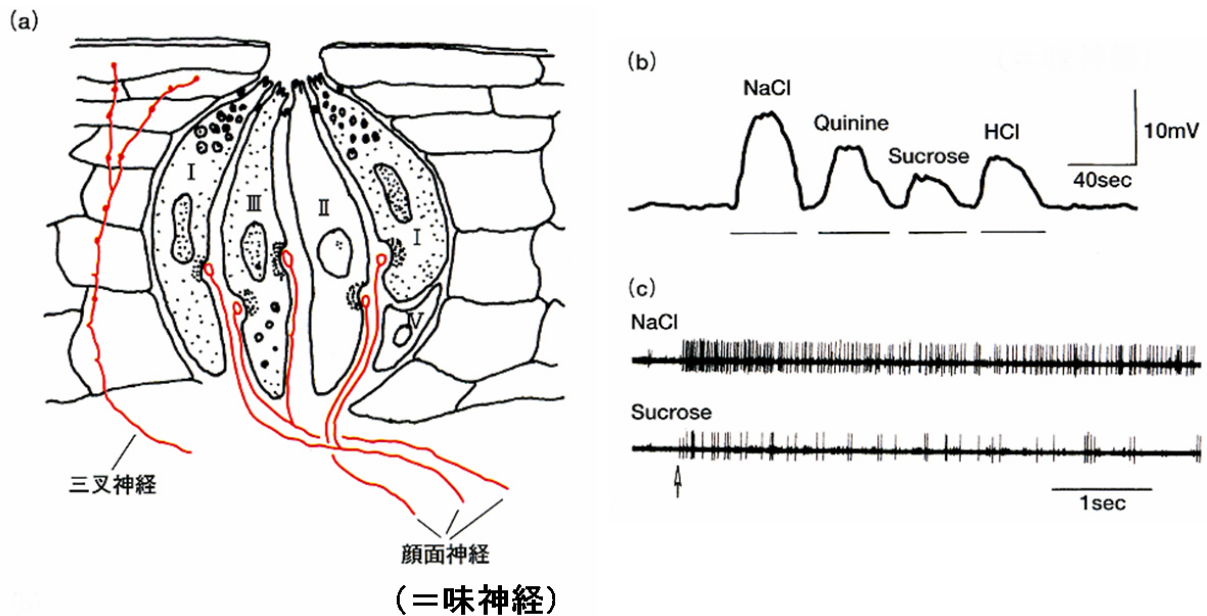 (a)
I
III
II
I
V
三叉神経
顔面神経
(=味神経)
(b)
NaCl
Quinine
Sucrose
HCl
10mV
40sec
(c)
NaCl
Sucrose
1sec